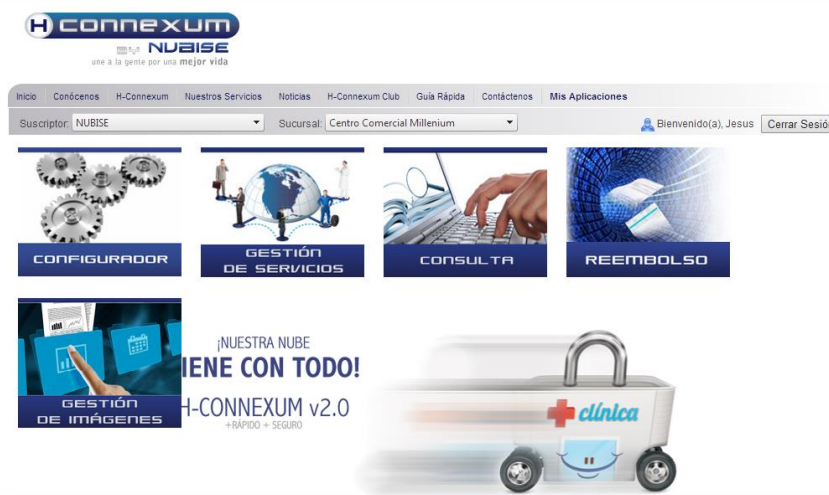 H CONNEXUM
BY NUBISE
une a la gente por una mejor vida
Inicio Conócenos H-Connexum Nuestros Servicios Noticias H-Connexum Club Guía Rápida Contáctenos Mis Aplicaciones
Suscriptor: NUBISE Sucursal: Centro Comercial Millenium Bienvenido(a), Jesus Cerrar Sesión
CONFIGURADOR
GESTIÓN
DE SERVICIOS
CONSULTA
REEMBOLSO
GESTIÓN
DE IMÁGENES
¡NUESTRA NUBE
IENE CON TODO!
H-CONNEXUM v2.0
+RÁPIDO + SEGURO
clínica